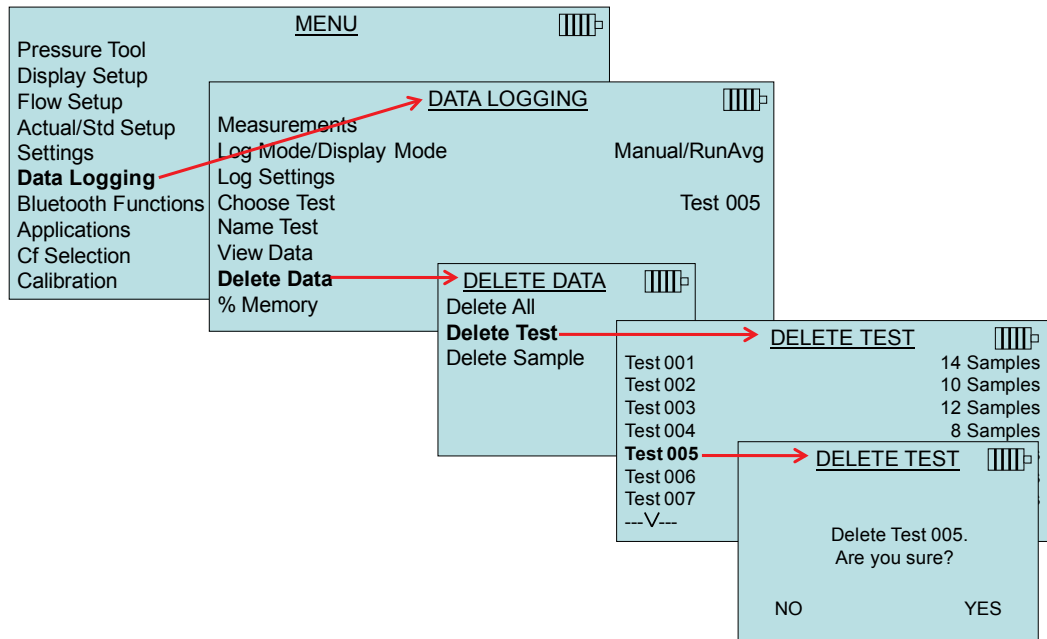 MENU
Pressure Tool
Display Setup
Flow Setup
Actual/Std Setup
Settings
Data Logging
Bluetooth Functions
Applications
Cf Selection
Calibration
DATA LOGGING
Measurements
Log Mode/Display Mode Manual/RunAvg
Log Settings
Choose Test Test 005
Name Test
View Data
Delete Data
% Memory
DELETE DATA
Delete All
Delete Test
Delete Sample
DELETE TEST
Test 001 14 Samples
Test 002 10 Samples
Test 003 12 Samples
Test 004 8 Samples
Test 005
Test 006
Test 007
---V---
DELETE TEST
Delete Test 005.
Are you sure?
NO YES